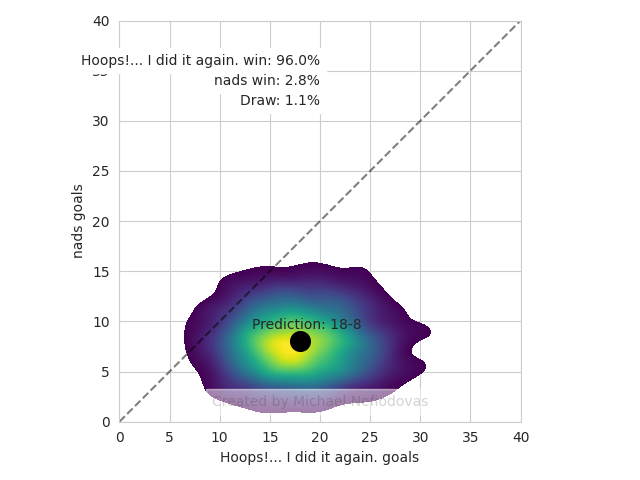 40
Hoops!... I did it again. win: 96.0%
35
nads win: 2.8%
Draw: 1.1%
30
25
20
15
10
5
0
nads goals
Prediction: 18-8
Created by Michael Nefiodovas
0 5 10 15 20 25 30 35 40
Hoops!... I did it again. goals